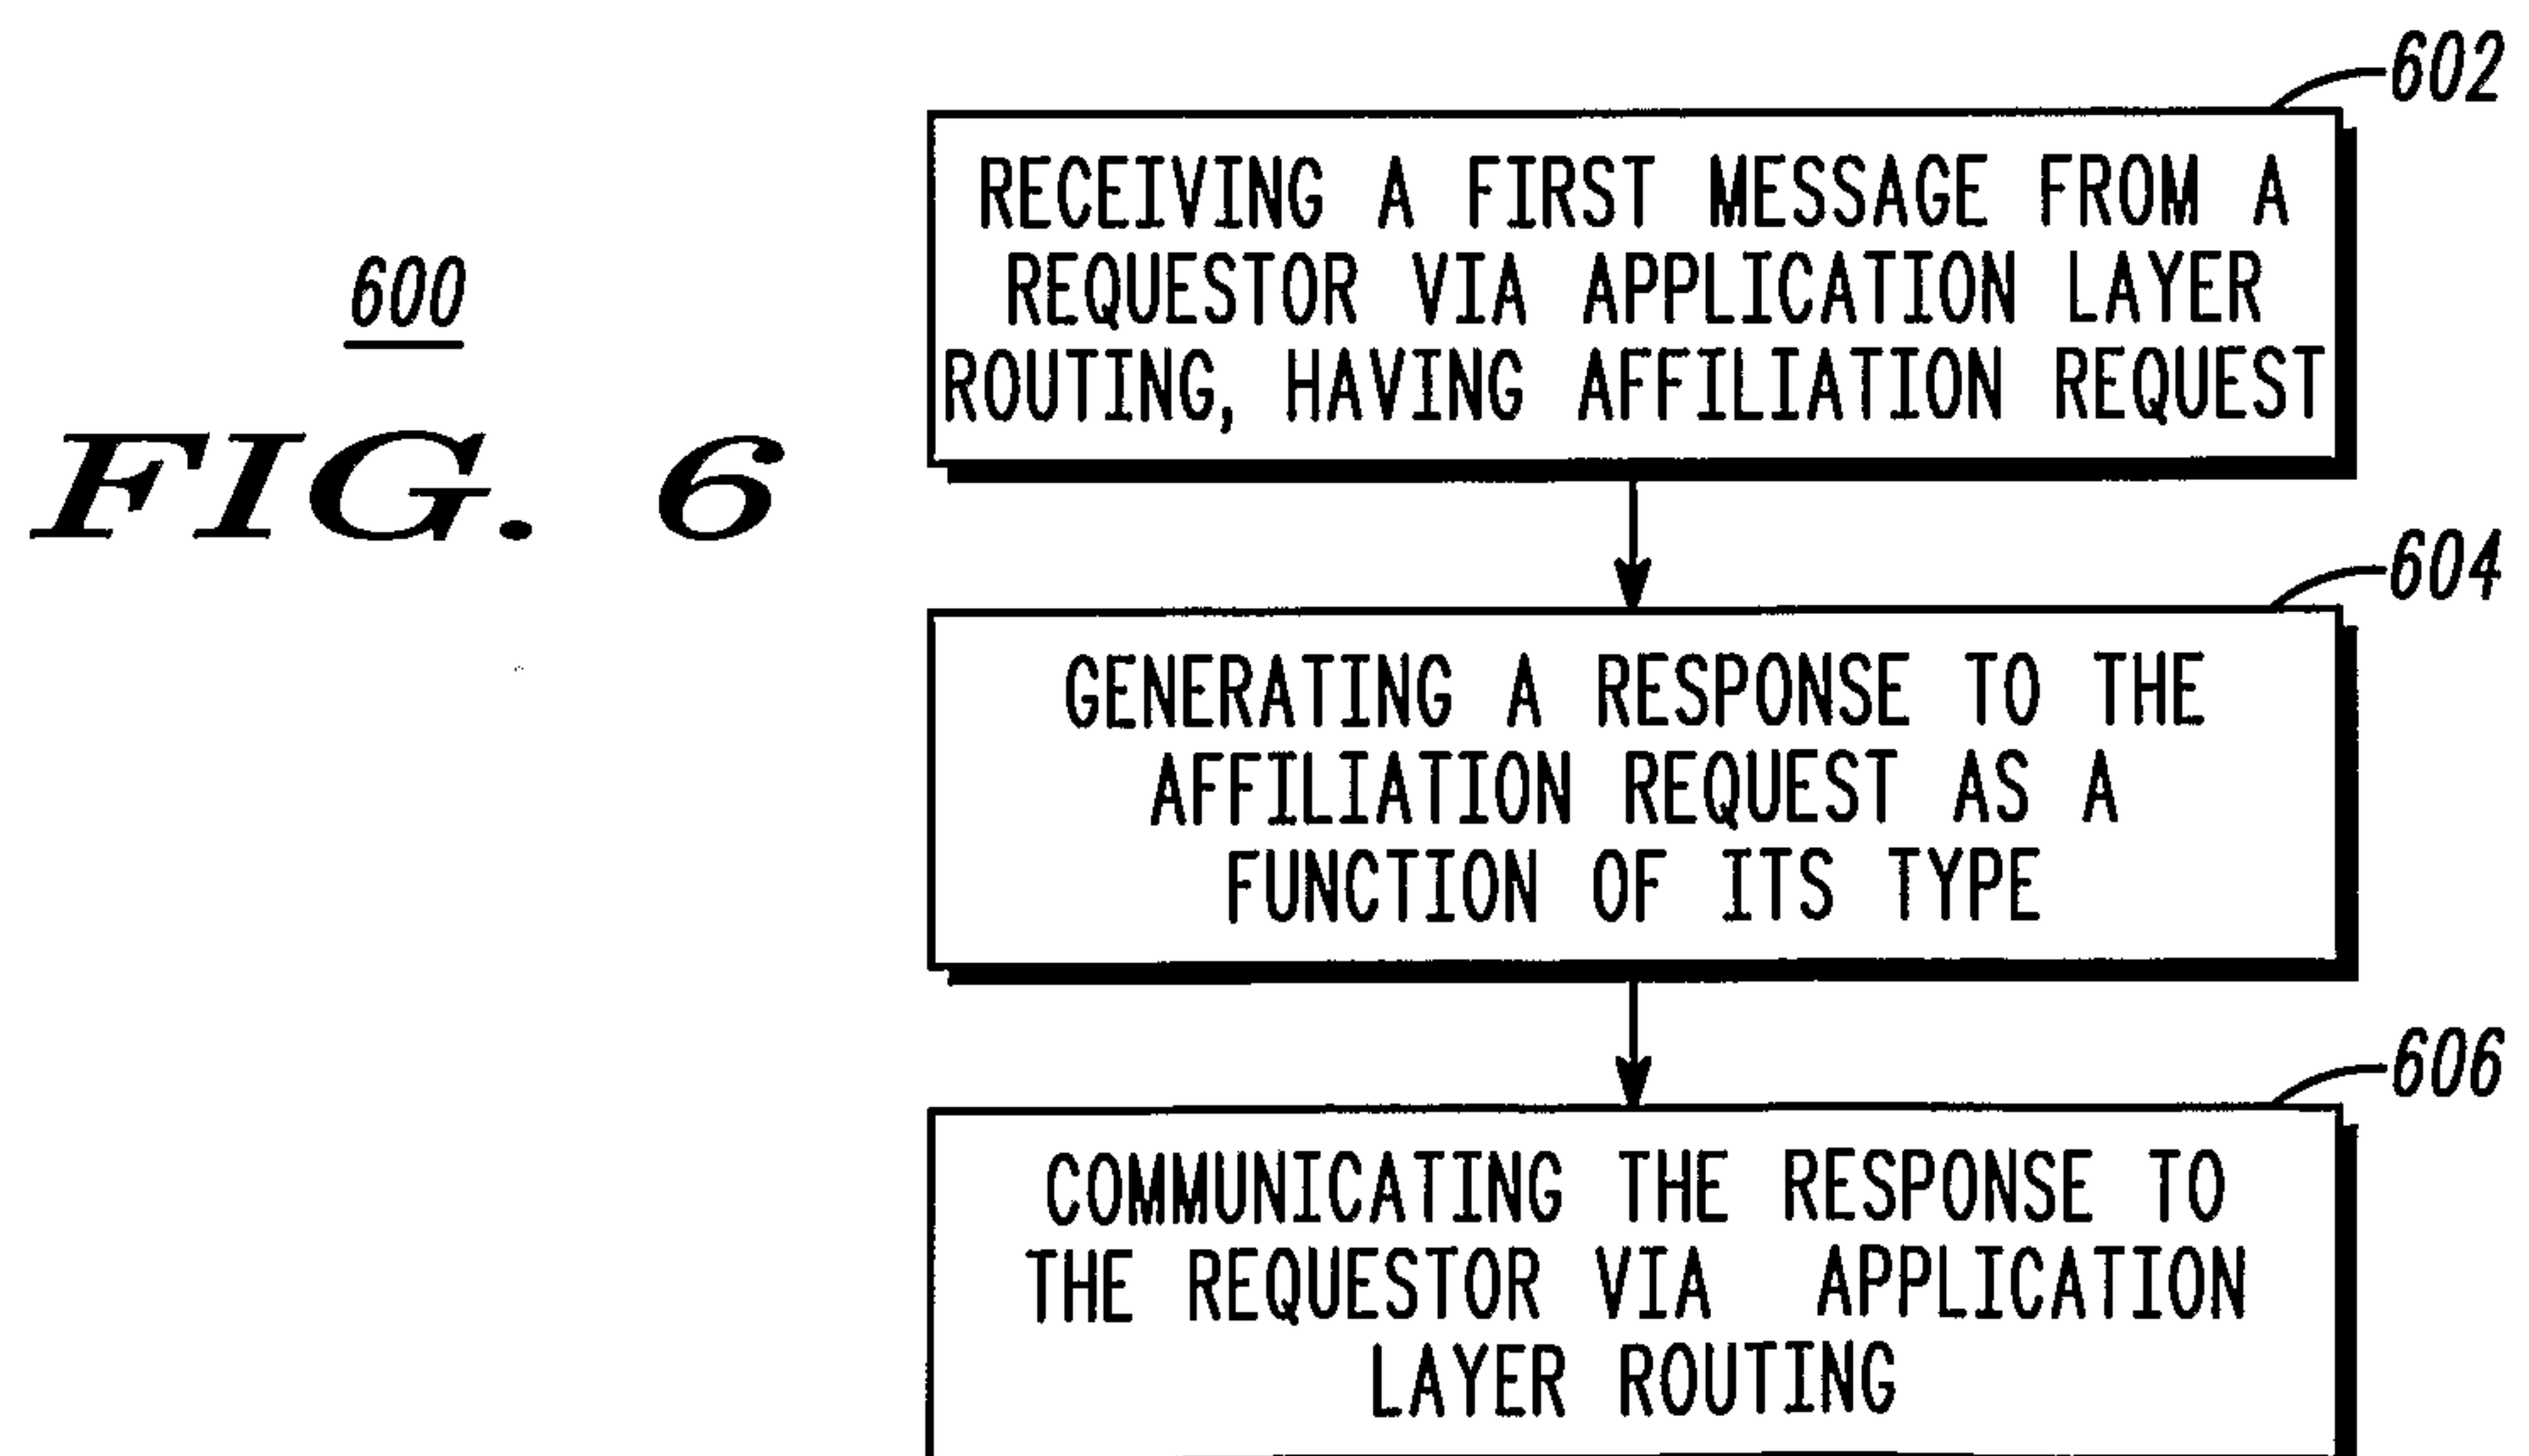 602
RECEIVING A FIRST MESSAGE FROM A
REQUESTOR VIA APPLICATION LAYER
ROUTING, HAVING AFFILIATION REQUEST
600
FIG. 6
604
GENERATING A RESPONSE TO THE
AFFILIATION REQUEST AS A
FUNCTION OF ITS TYPE
606
COMMUNICATING THE RESPONSE TO
THE REQUESTOR VIA APPLICATION
LAYER ROUTING